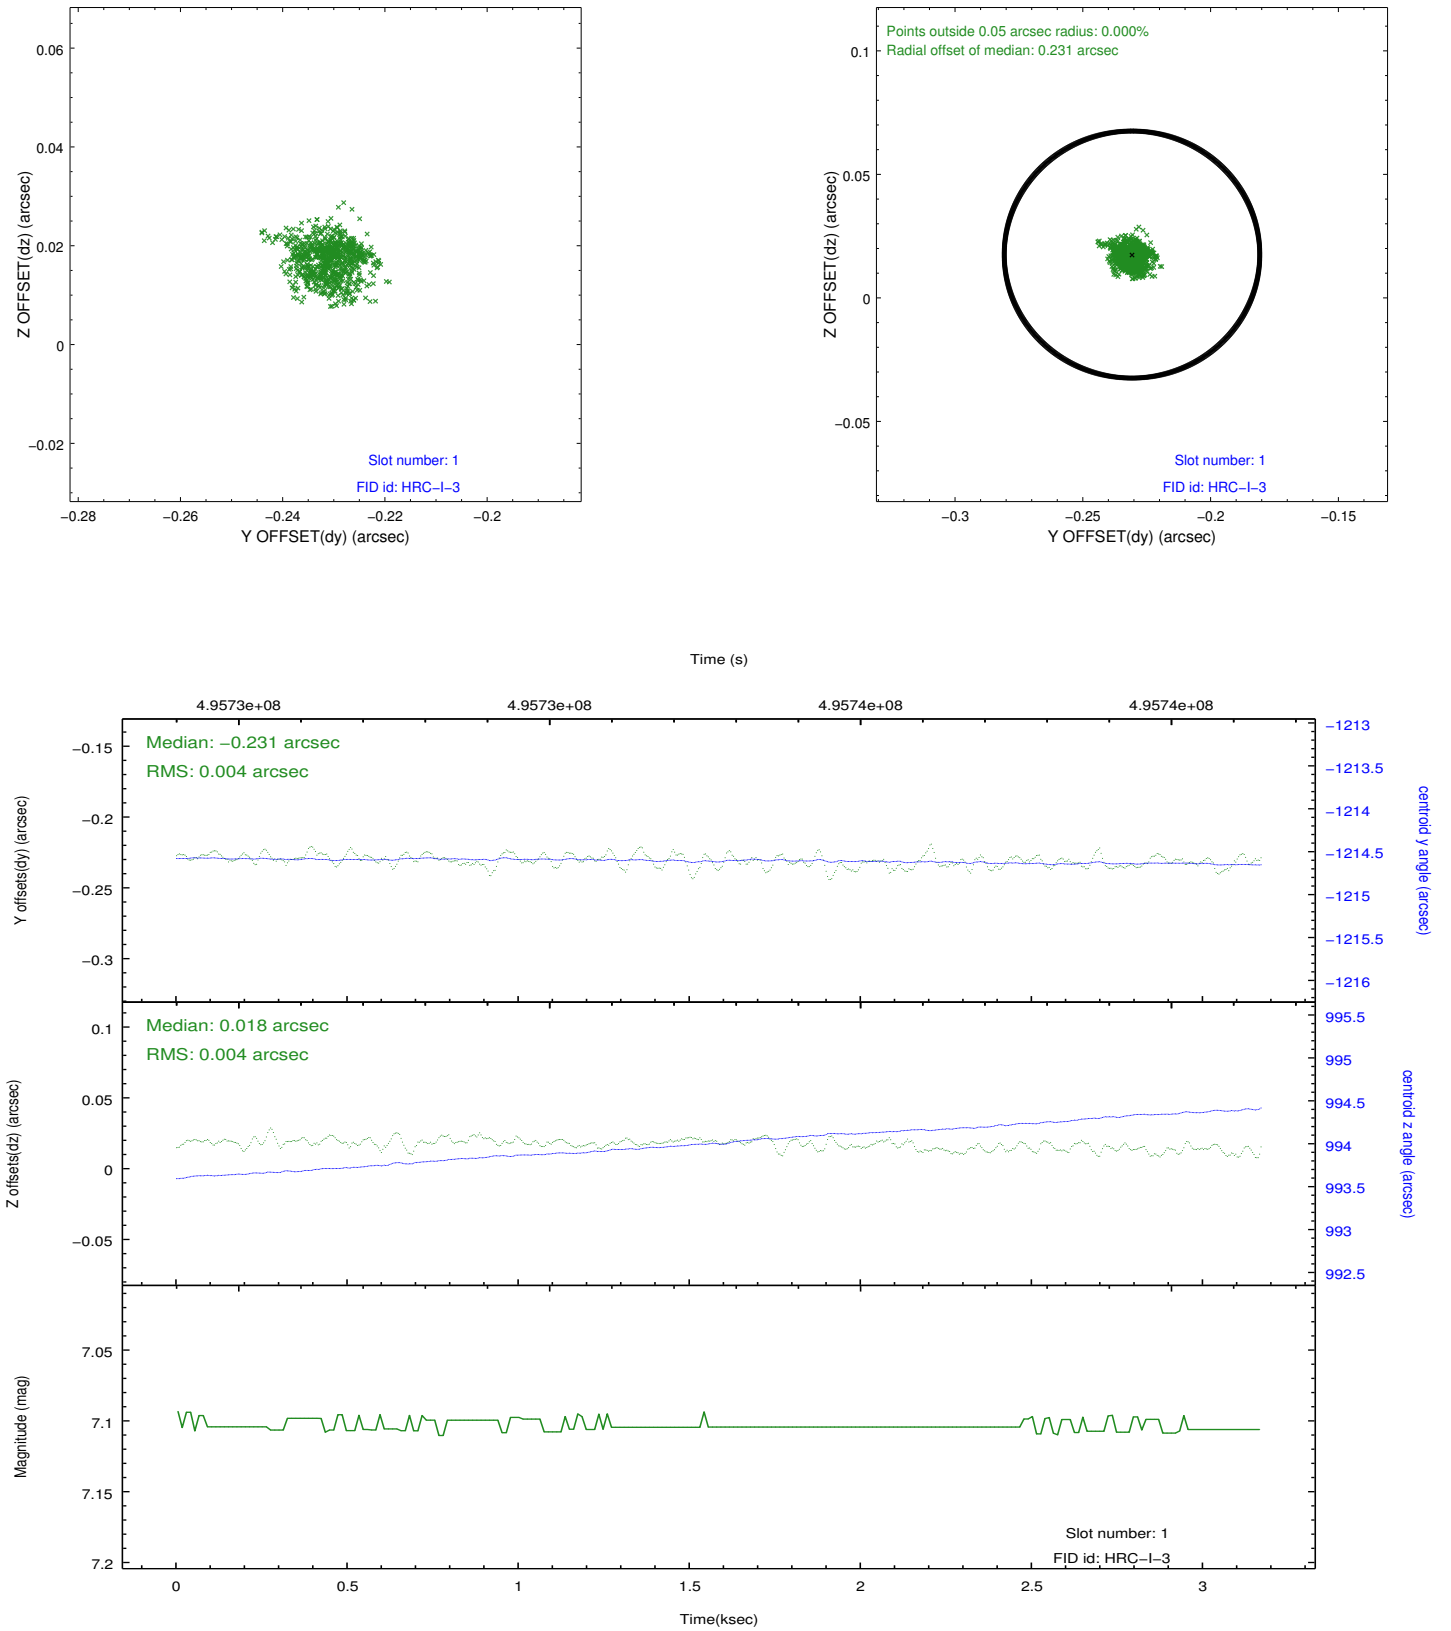 0.06
0.04
0.02
0
−0.02
Z OFFSET(dz) (arcsec)
Slot number: 1
FID id: HRC−I−3
−0.28
−0.26
−0.24
−0.22
−0.2
Y OFFSET(dy) (arcsec)
Points outside 0.05 arcsec radius: 0.000%
Radial offset of median: 0.231 arcsec
0.1
0.05
0
−0.05
Z OFFSET(dz) (arcsec)
Slot number: 1
FID id: HRC−I−3
−0.3
−0.25
−0.2
−0.15
Y OFFSET(dy) (arcsec)
Time (s)
4.9573e+08
4.9573e+08
4.9574e+08
4.9574e+08
Median: −0.231 arcsec
RMS: 0.004 arcsec
−0.15
−0.2
−0.25
−0.3
Y offsets(dy) (arcsec)
−1213
−1213.5
−1214
−1214.5
−1215
−1215.5
−1216
centroid y angle (arcsec)
Median: 0.018 arcsec
RMS: 0.004 arcsec
0.1
0.05
0
−0.05
Z offsets(dz) (arcsec)
995.5
995
994.5
994
993.5
993
992.5
centroid z angle (arcsec)
7.05
7.1
7.15
7.2
Magnitude (mag)
Slot number: 1
FID id: HRC−I−3
0
0.5
1
1.5
2
2.5
3
Time(ksec)